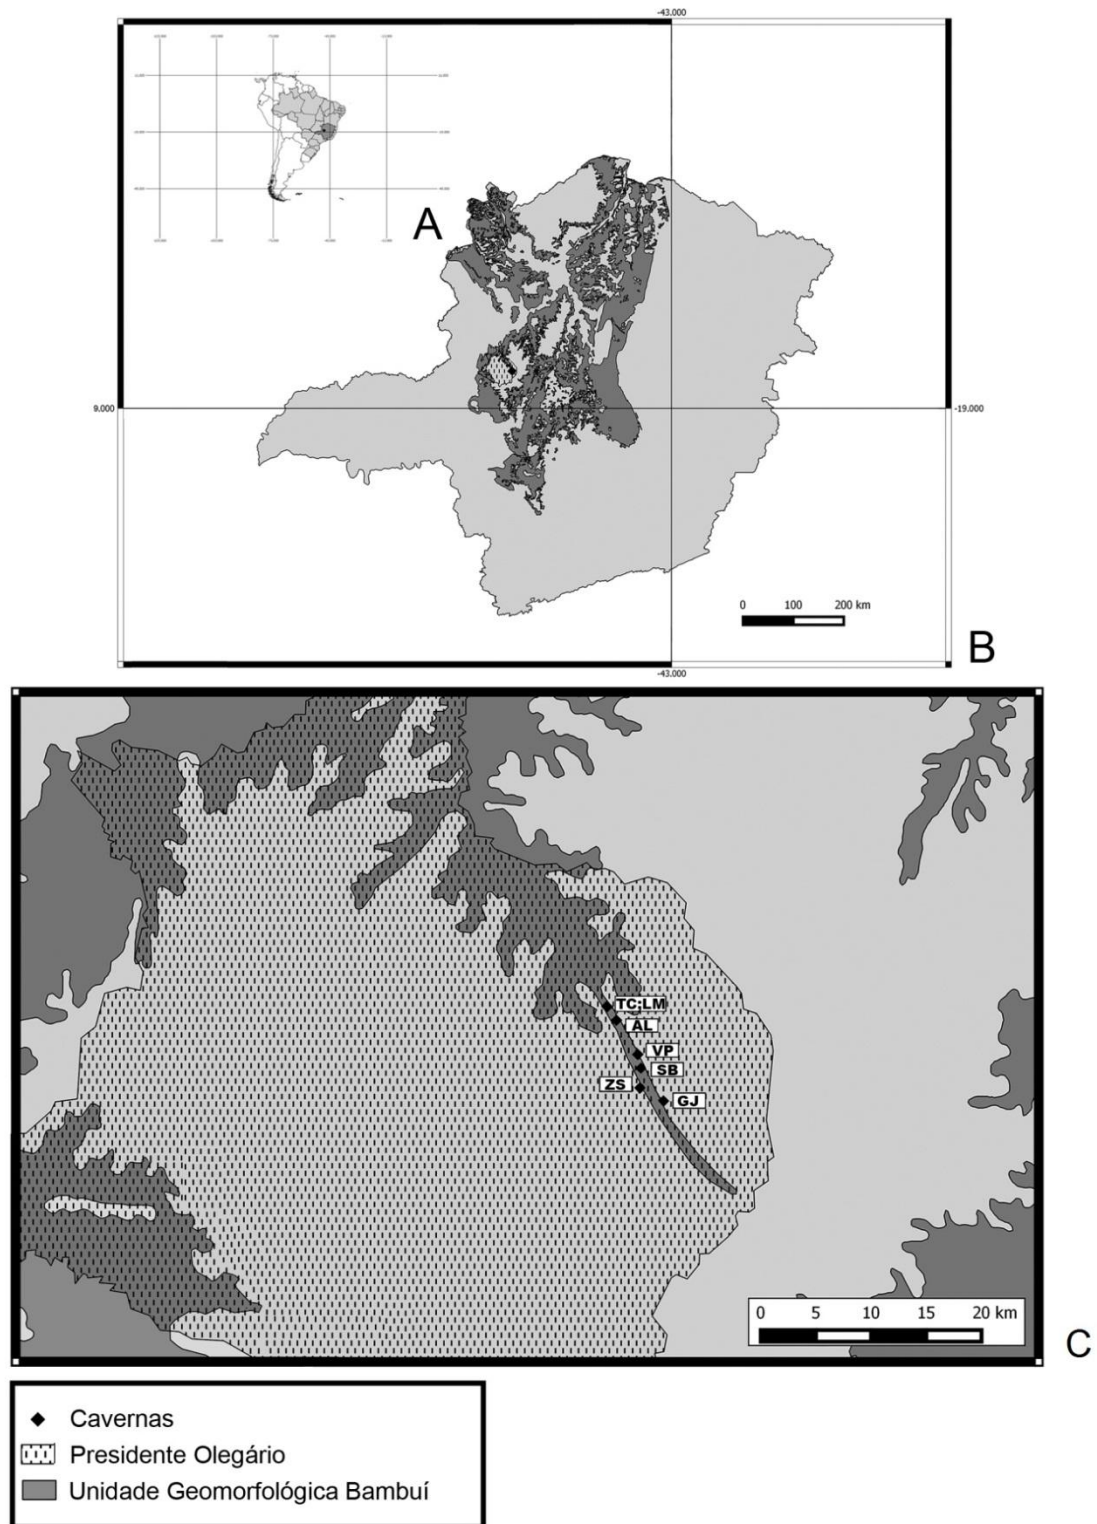 -43.000
A
9.000
-19.000
0 100 200 km
B
-43.000
TC;LM
AL
VP
SB
ZS
GJ
0 5 10 15 20 km
C
Cavernas
Presidente Olegário
Unidade Geomorfológica Bambuí